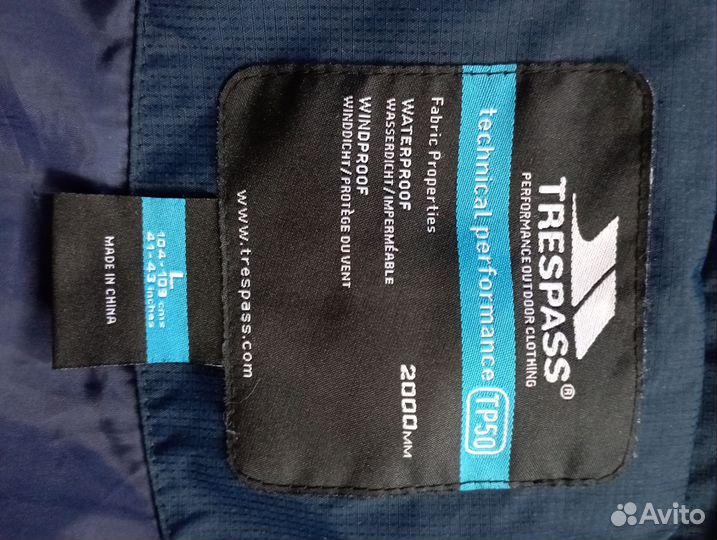 TRESPASS®
PERFORMANCE OUTDOOR CLOTHING
technical performance TP50
Fabric Properties
WATERPROOF 2000MM
WASSERDICHT/IMPERMÉABLE
WINDPROOF
WINDDICHT/PROTÈGE DU VENT
www.trespass.com
L
104-109 cms
41-43 inches
MADE IN CHINA
Avito